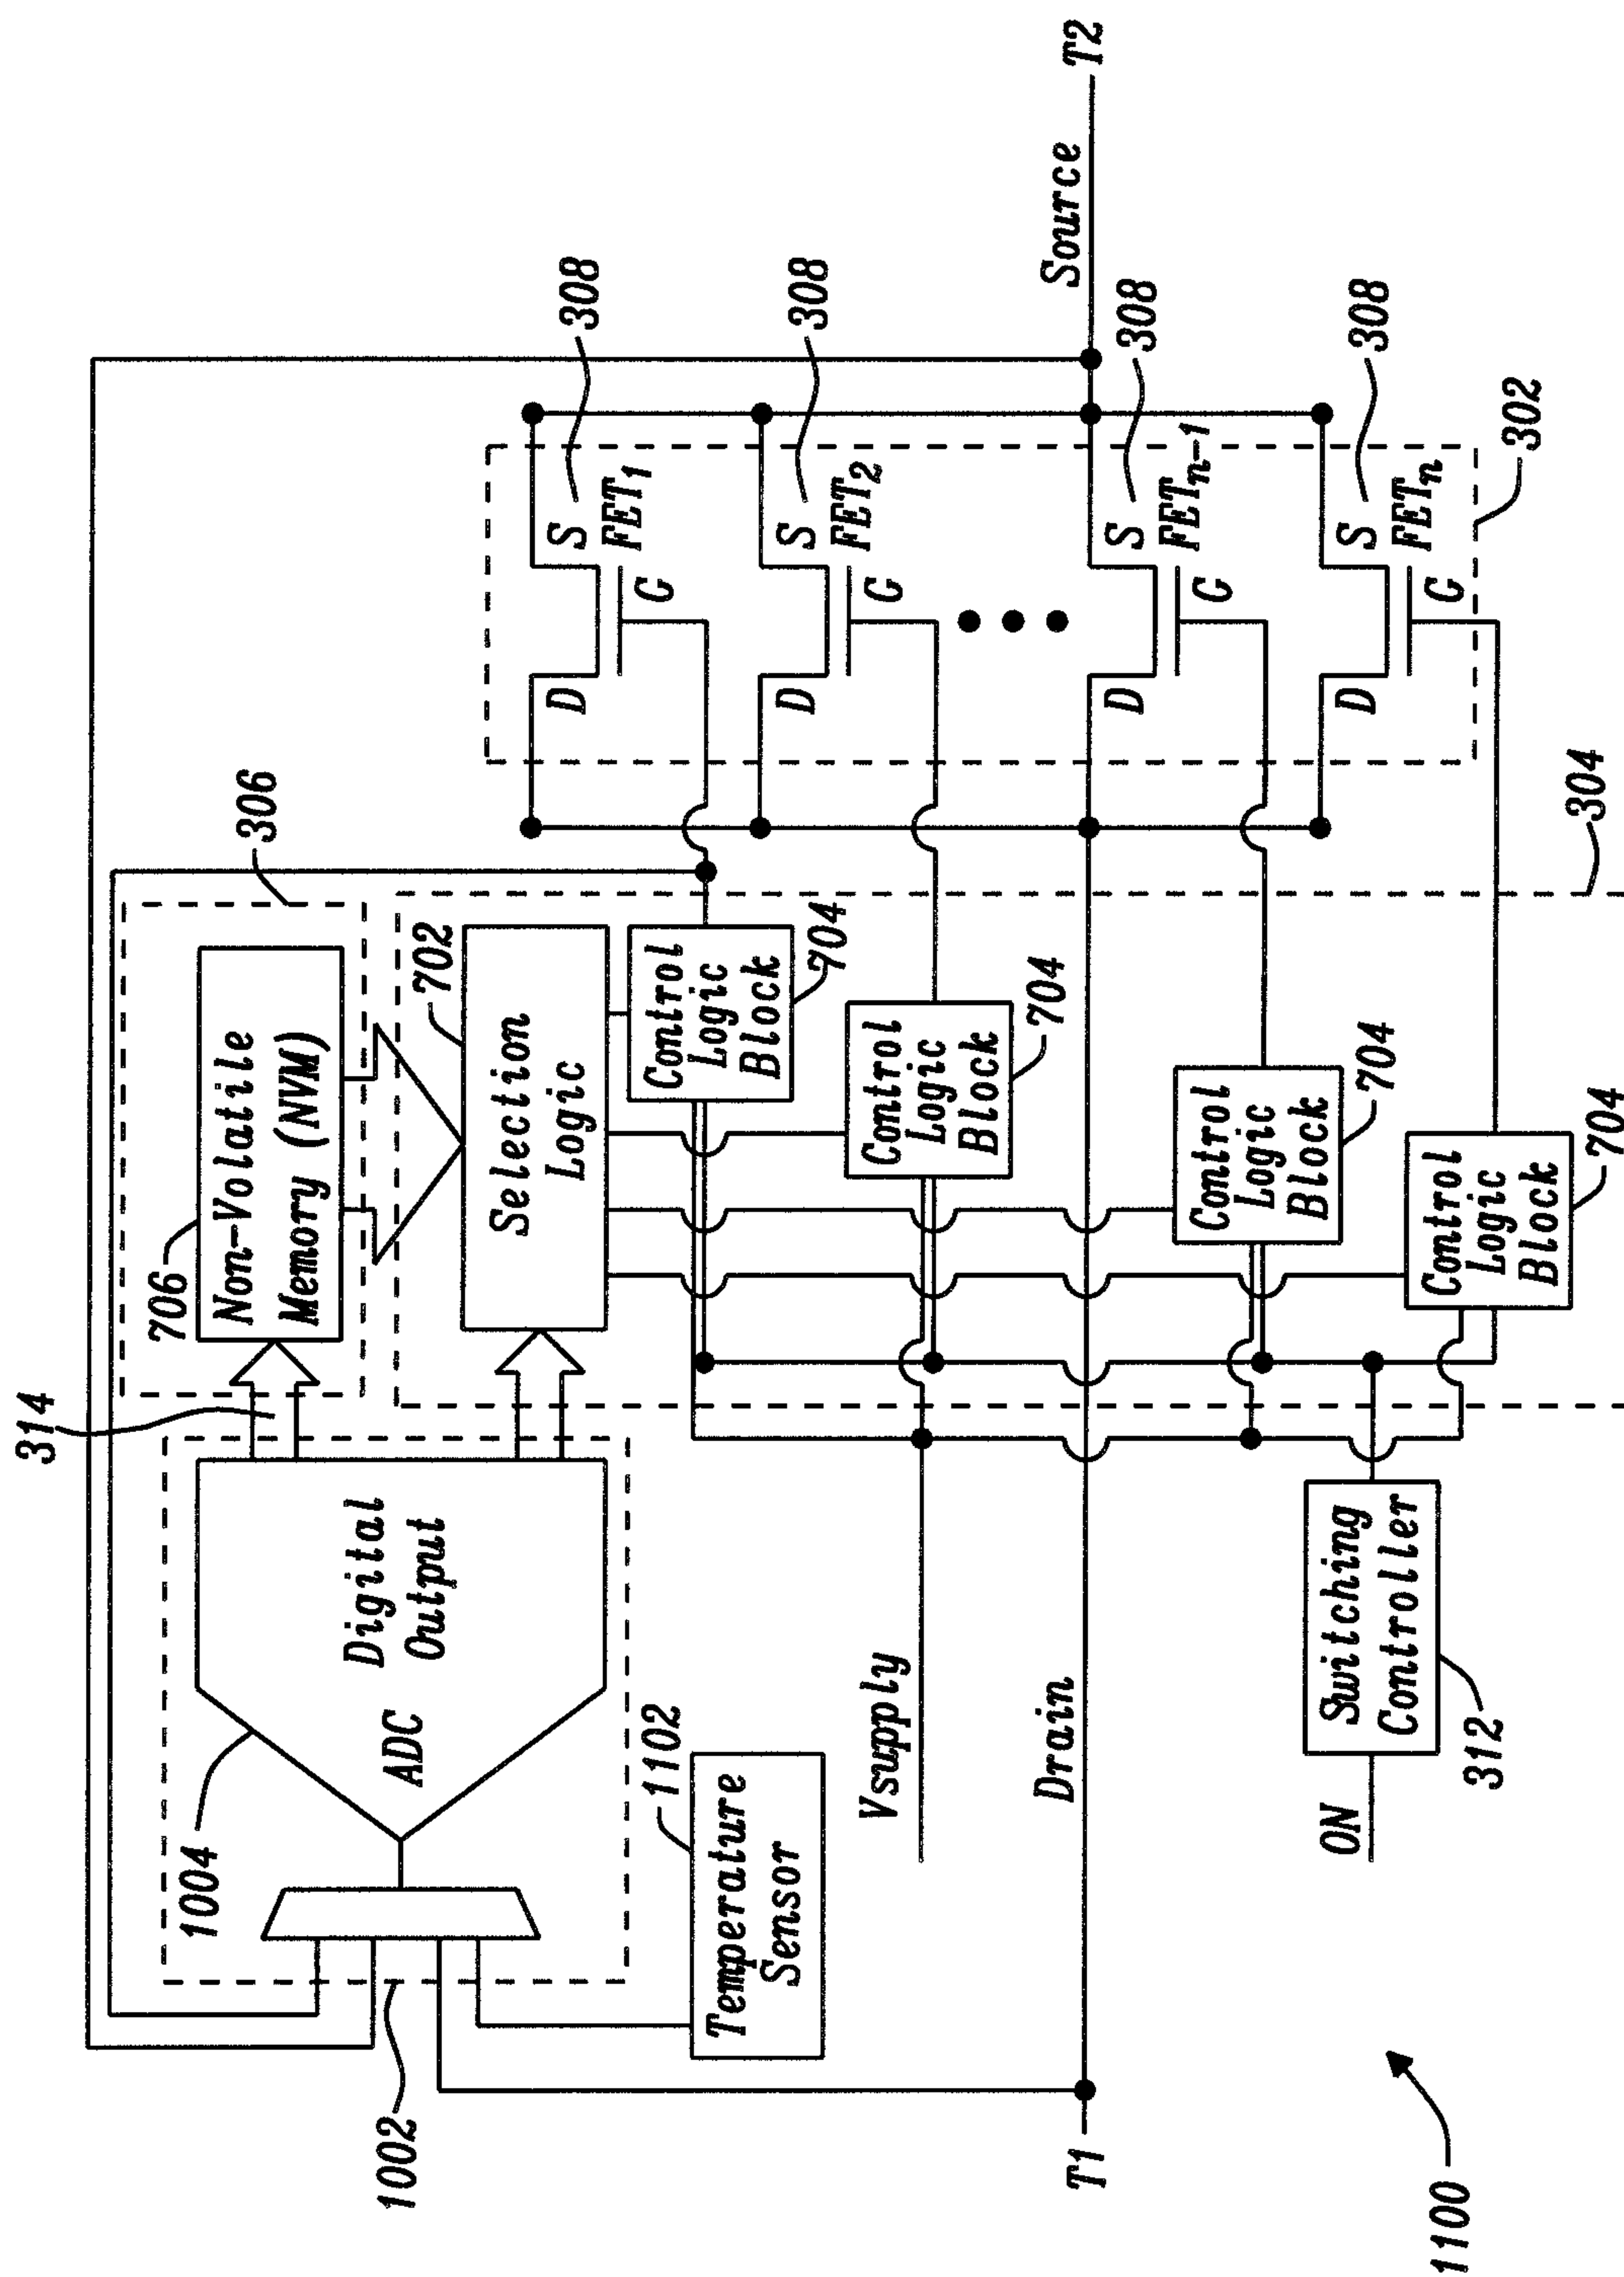 314
306
706
Non-Volatile
Memory (NVM)
1004
ADC
Digital
Output
702
Selection
Logic
1002
1102
Temperature
Sensor
Control
Logic
Block
704
Control
Logic
Block
704
Control
Logic
Block
704
Control
Logic
Block
704
Vsupply
T1
Drain
ON
Switching
Controller
312
304
D
S
G
FET1
308
D
S
G
FET2
308
D
S
G
FETn-1
308
D
S
G
FETn
308
302
Source
T2
1100